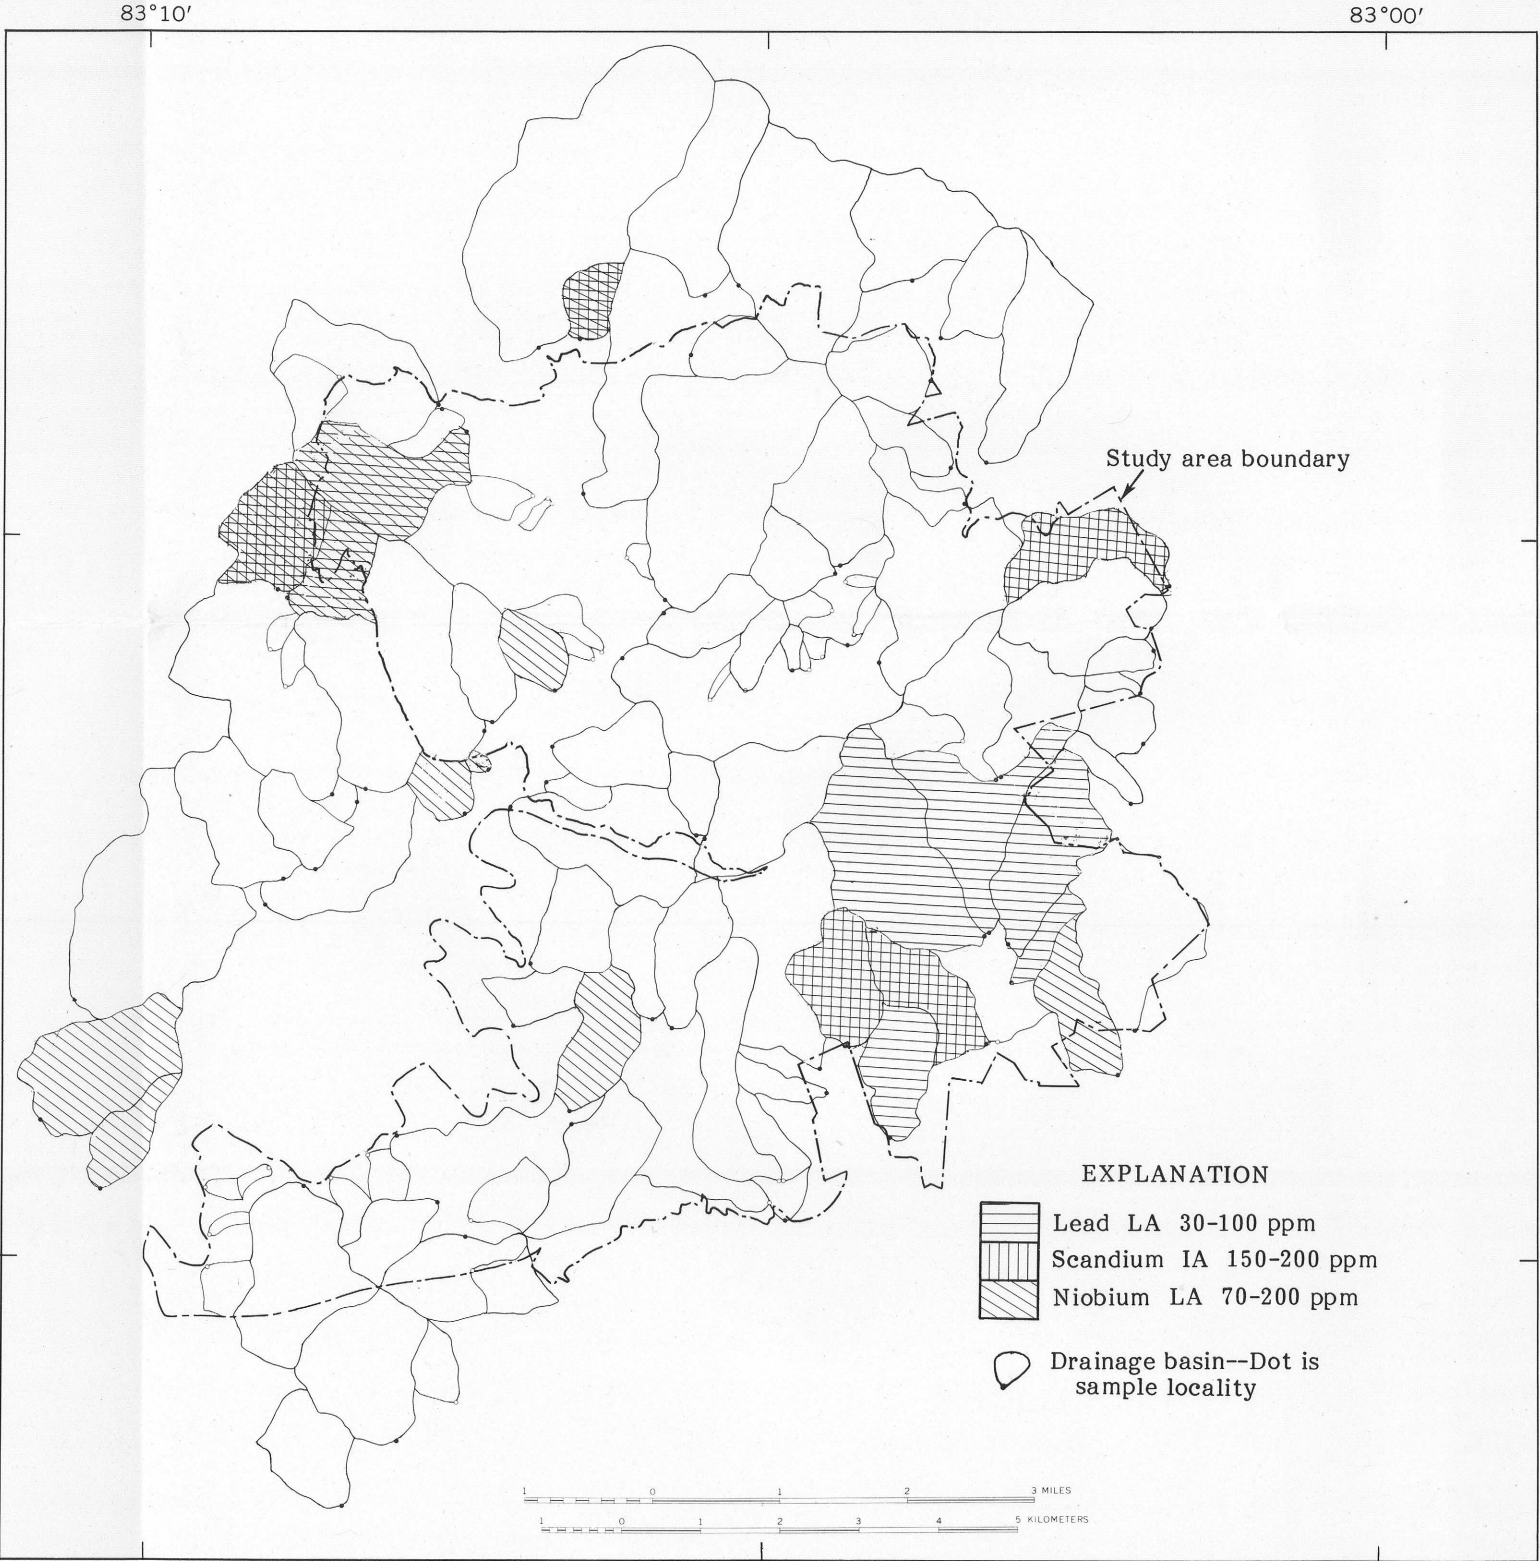 83°10′ 83°00′
Study area boundary
EXPLANATION
Lead LA 30-100 ppm
Scandium IA 150-200 ppm
Niobium LA 70-200 ppm
Drainage basin--Dot is
sample locality
1 0 1 2 3 MILES
1 0 1 2 3 4 5 KILOMETERS